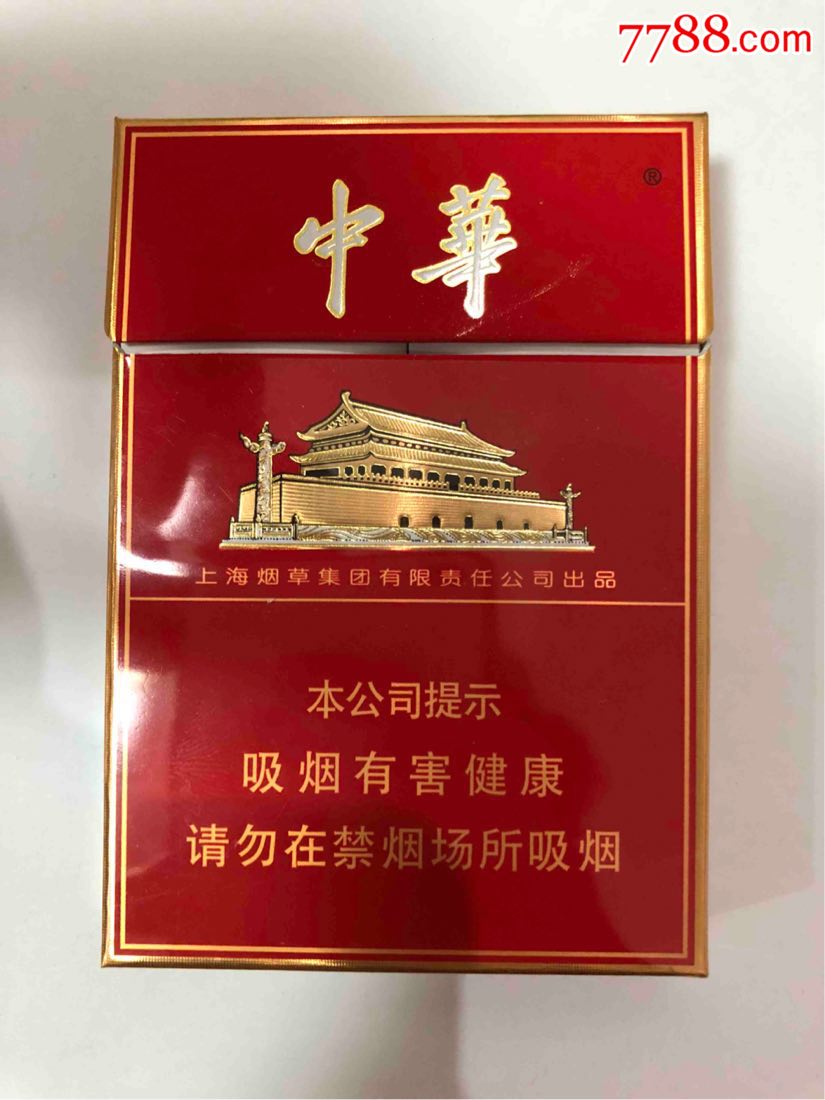 7788.com
中華
®
上海烟草集团有限责任公司出品
本公司提示
吸烟有害健康
请勿在禁烟场所吸烟